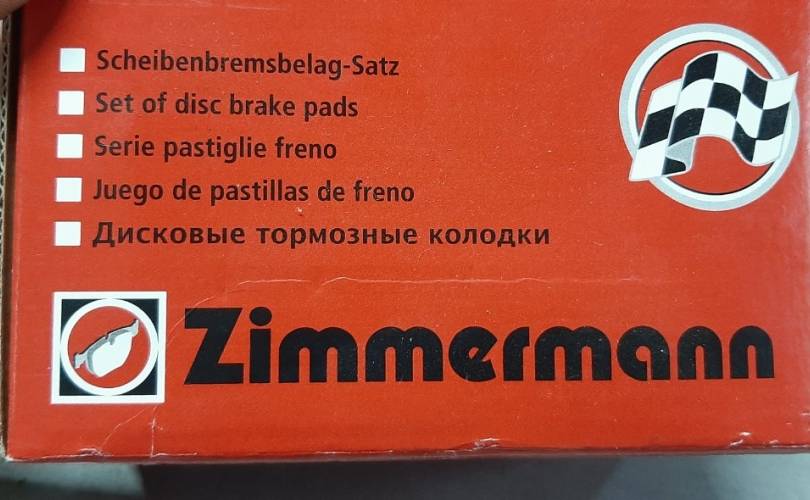 Scheibenbremsbelag-Satz
Set of disc brake pads
Serie pastiglie freno
Juego de pastillas de freno
Дисковые тормозные колодки
Zimmermann